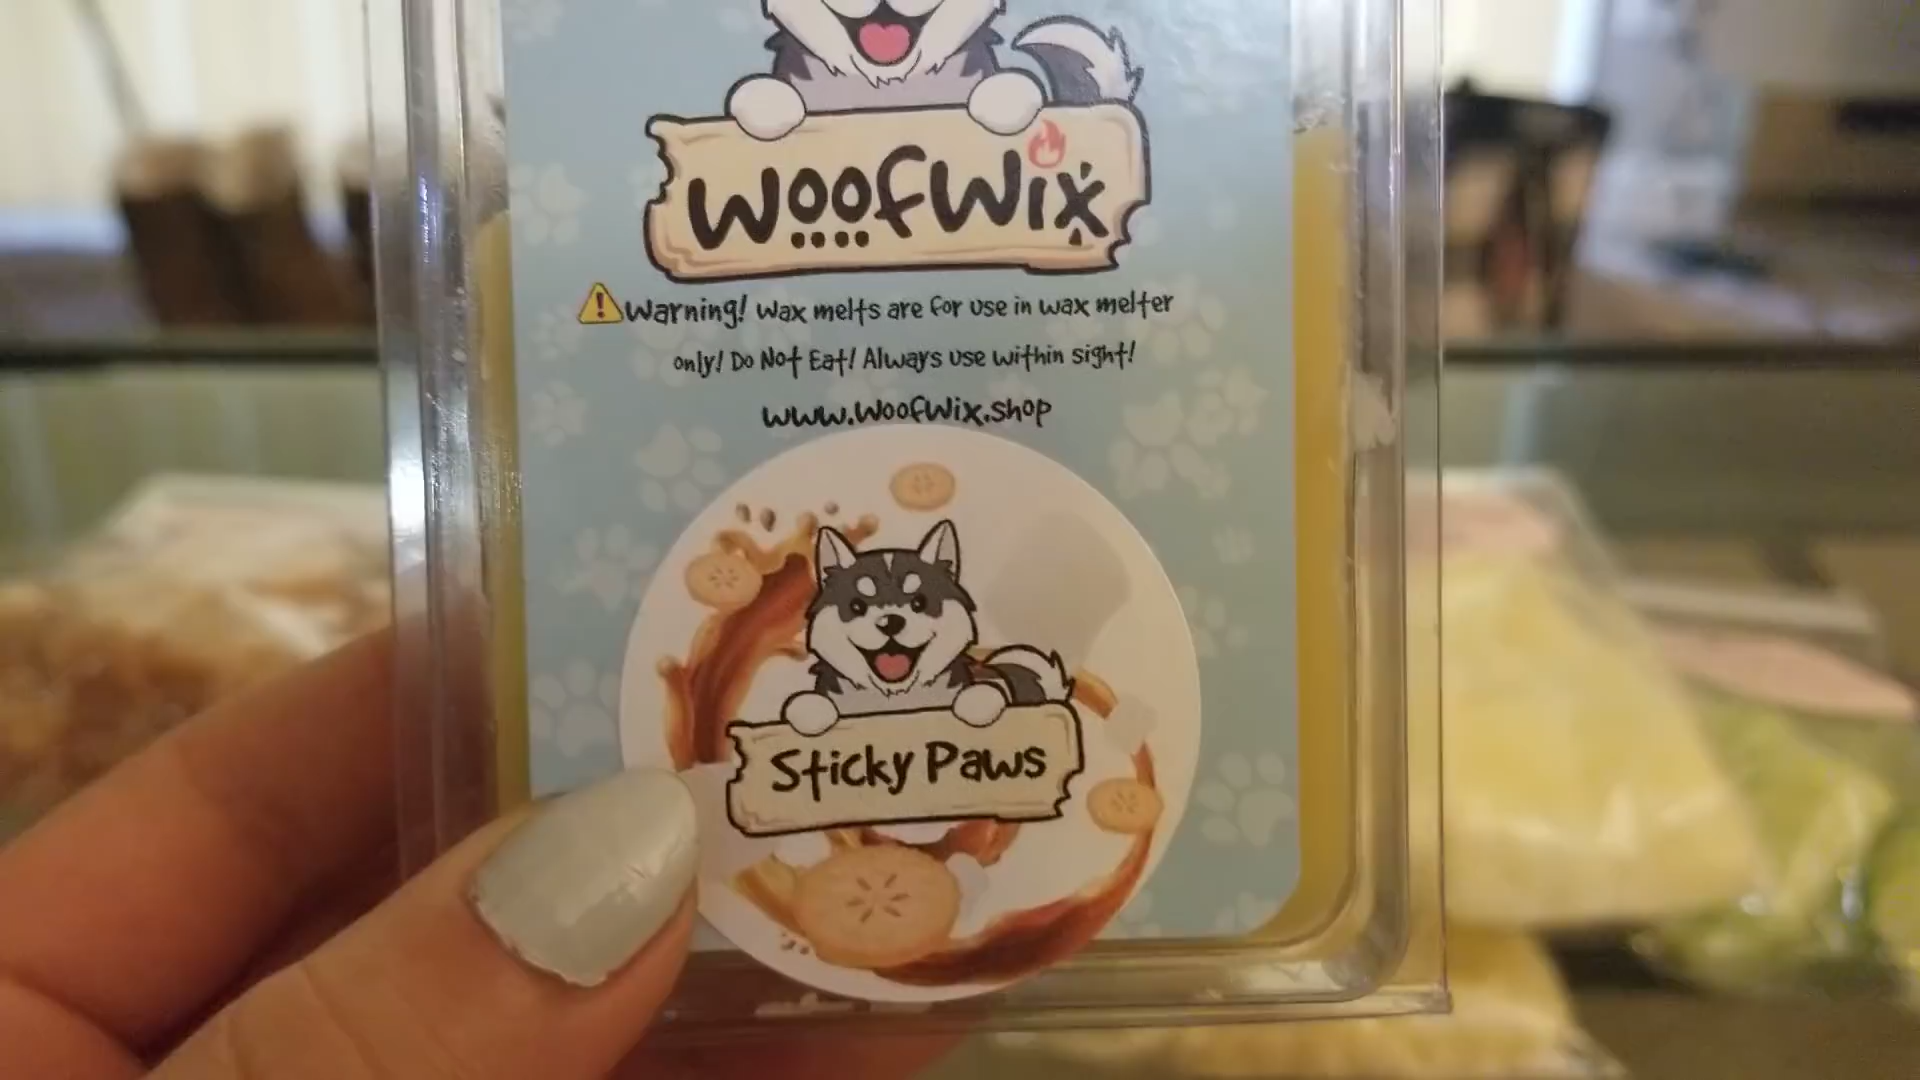 WoofWix
Warning! Wax melts are for use in wax melter
only! Do Not Eat! Always use within sight!
www.WoofWix.shop
Sticky Paws